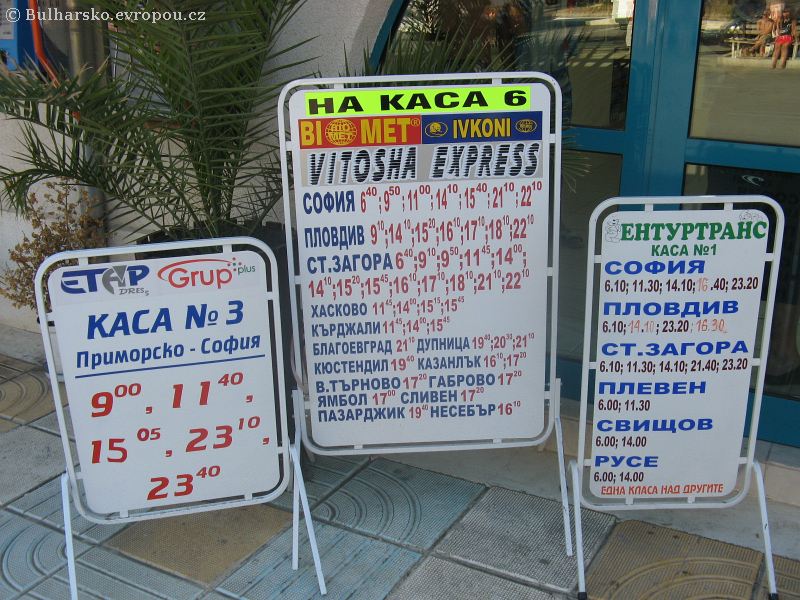 © Bulharsko.evropou.cz
ЕТАР
ADRESS
Grup plus
КАСА № 3
Приморско - София
9⁰⁰, 11⁴⁰,
15⁰⁵, 23¹⁰,
23⁴⁰
НА КАСА 6
BIOMET® IVKONI
VITOSHA EXPRESS
СОФИЯ 6⁴⁰; 9⁵⁰; 11⁰⁰; 14¹⁰; 15⁴⁰; 21¹⁰; 22¹⁰
ПЛОВДИВ 9¹⁰; 14¹⁰; 15²⁰; 16¹⁰; 17¹⁰; 18¹⁰; 22¹⁰
СТ.ЗАГОРА 6⁴⁰; 9¹⁰; 9⁵⁰; 11⁴⁵; 14⁰⁰;
14¹⁰; 15²⁰; 15⁴⁵; 16¹⁰; 17¹⁰; 18¹⁰; 21¹⁰; 22¹⁰
ХАСКОВО 11⁴⁵; 14⁰⁰; 15¹⁵; 15⁴⁵
КЪРДЖАЛИ 11⁴⁵; 14⁰⁰; 15⁴⁵
БЛАГОЕВГРАД 21¹⁰ ДУПНИЦА 19⁴⁰; 20³⁰; 21¹⁰
КЮСТЕНДИЛ 19⁴⁰ КАЗАНЛЪК 16¹⁰; 17²⁰
В.ТЪРНОВО 17²⁰ ГАБРОВО 17²⁰
ЯМБОЛ 17⁰⁰ СЛИВЕН 17²⁰
ПАЗАРДЖИК 19⁴⁰ НЕСЕБЪР 16¹⁰
ЕНТУРТРАНС
КАСА №1
СОФИЯ
6.10; 11.30; 14.10; 16.40; 23.20
ПЛОВДИВ
6.10; 14.10; 23.20; 16.30
СТ.ЗАГОРА
6.10; 11.30; 14.10; 21.40; 23.20
ПЛЕВЕН
6.00; 11.30
СВИЩОВ
6.00; 14.00
РУСЕ
6.00; 14.00
ЕДНА КЛАСА НАД ДРУГИТЕ